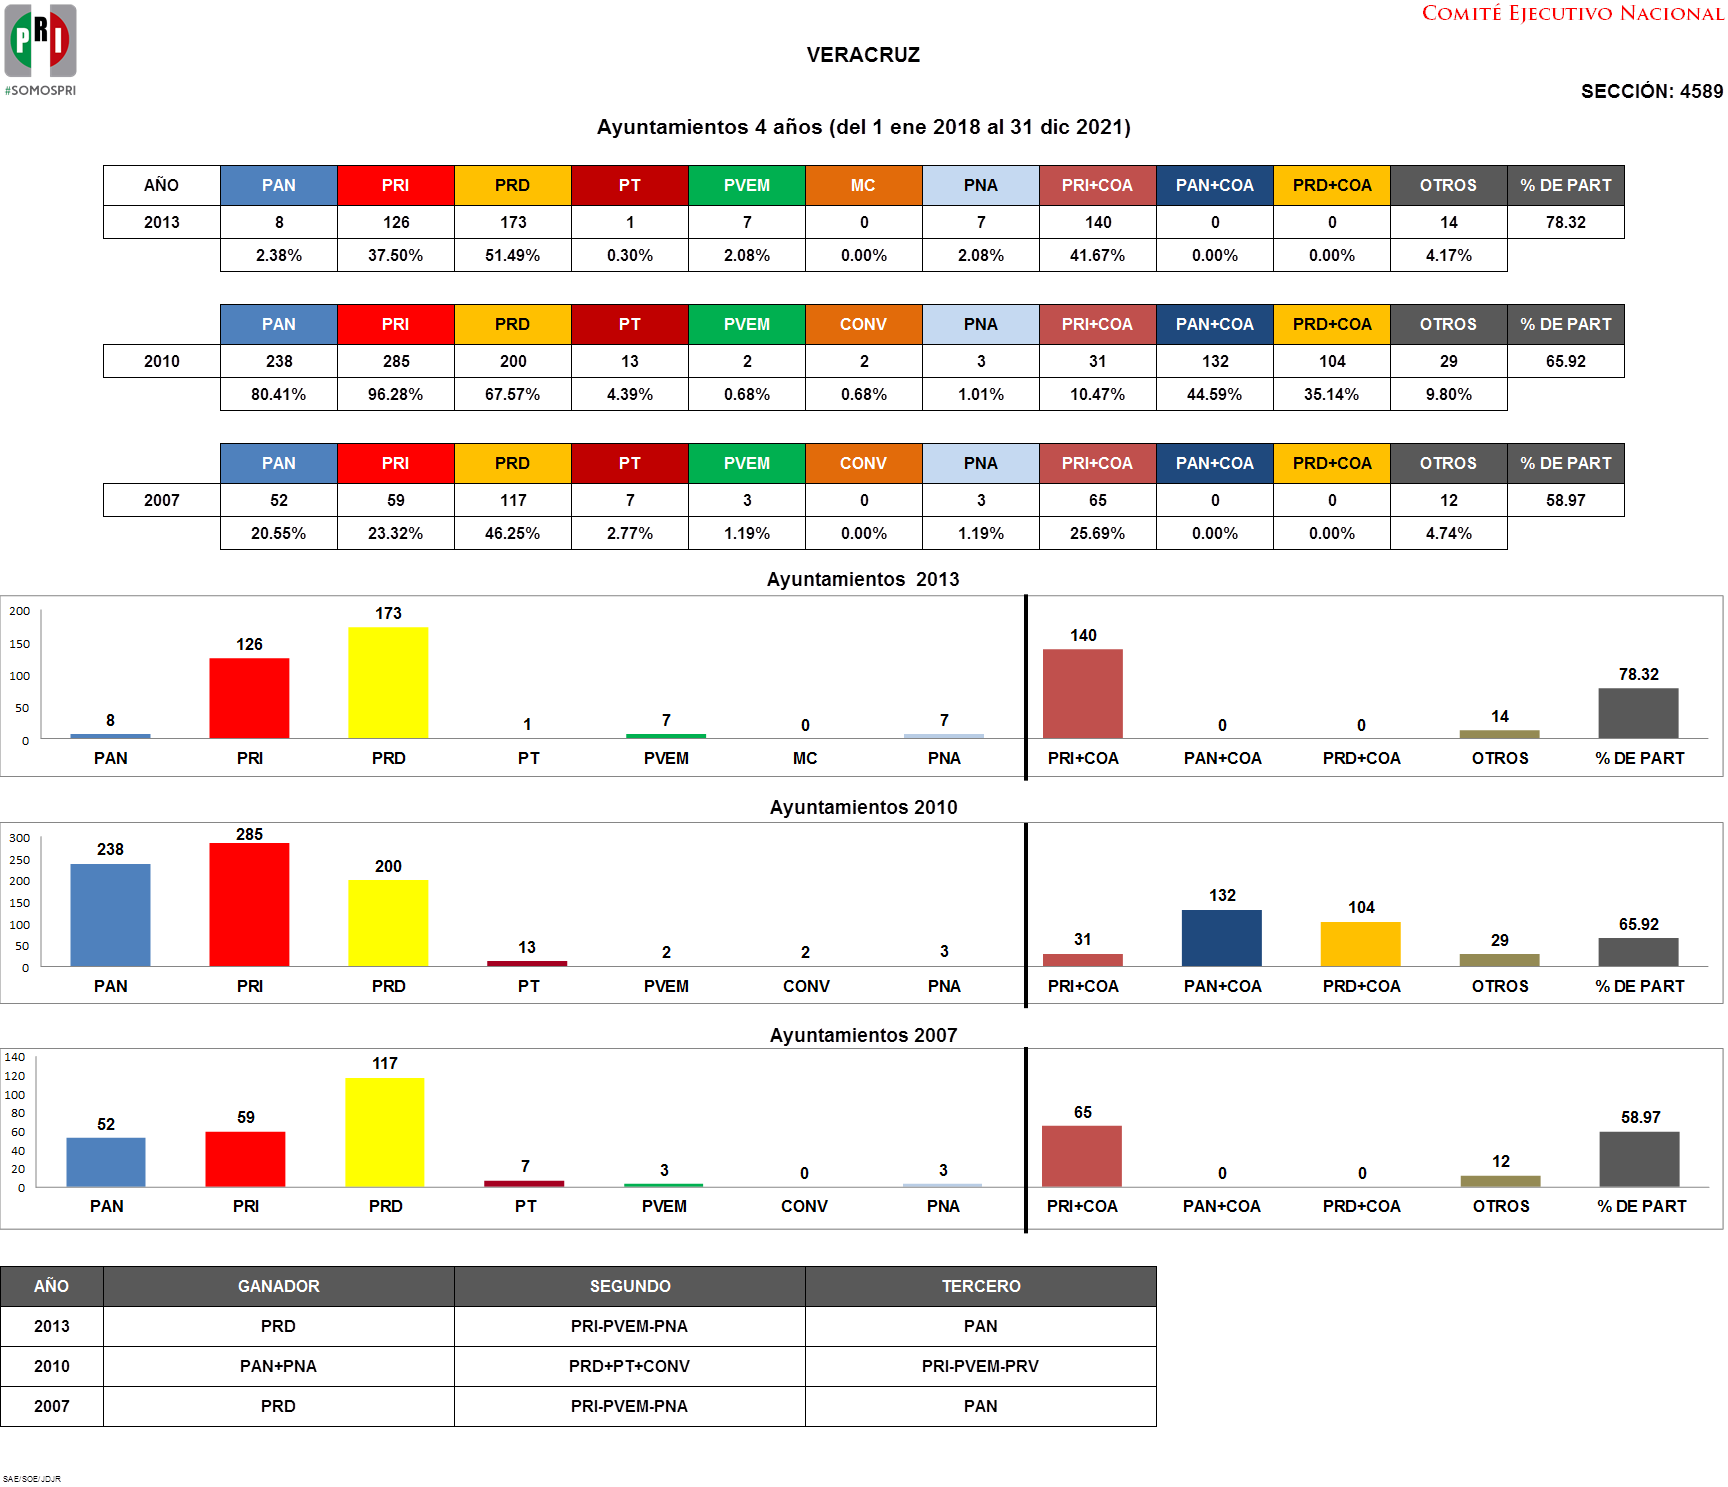 PRI
#SOMOSPRI
COMITÉ EJECUTIVO NACIONAL
VERACRUZ
SECCIÓN: 4589
Ayuntamientos 4 años (del 1 ene 2018 al 31 dic 2021)
AÑO PAN PRI PRD PT PVEM MC PNA PRI+COA PAN+COA PRD+COA OTROS % DE PART
2013 8 126 173 1 7 0 7 140 0 0 14 78.32
2.38% 37.50% 51.49% 0.30% 2.08% 0.00% 2.08% 41.67% 0.00% 0.00% 4.17%
PAN PRI PRD PT PVEM CONV PNA PRI+COA PAN+COA PRD+COA OTROS % DE PART
2010 238 285 200 13 2 2 3 31 132 104 29 65.92
80.41% 96.28% 67.57% 4.39% 0.68% 0.68% 1.01% 10.47% 44.59% 35.14% 9.80%
PAN PRI PRD PT PVEM CONV PNA PRI+COA PAN+COA PRD+COA OTROS % DE PART
2007 52 59 117 7 3 0 3 65 0 0 12 58.97
20.55% 23.32% 46.25% 2.77% 1.19% 0.00% 1.19% 25.69% 0.00% 0.00% 4.74%
Ayuntamientos 2013
200
150
100
50
0
8 126 173 1 7 0 7 140 0 0 14 78.32
PAN PRI PRD PT PVEM MC PNA PRI+COA PAN+COA PRD+COA OTROS % DE PART
Ayuntamientos 2010
300
250
200
150
100
50
0
238 285 200 13 2 2 3 31 132 104 29 65.92
PAN PRI PRD PT PVEM CONV PNA PRI+COA PAN+COA PRD+COA OTROS % DE PART
Ayuntamientos 2007
140
120
100
80
60
40
20
0
52 59 117 7 3 0 3 65 0 0 12 58.97
PAN PRI PRD PT PVEM CONV PNA PRI+COA PAN+COA PRD+COA OTROS % DE PART
AÑO GANADOR SEGUNDO TERCERO
2013 PRD PRI-PVEM-PNA PAN
2010 PAN+PNA PRD+PT+CONV PRI-PVEM-PRV
2007 PRD PRI-PVEM-PNA PAN
SAE/SOE/JDJR